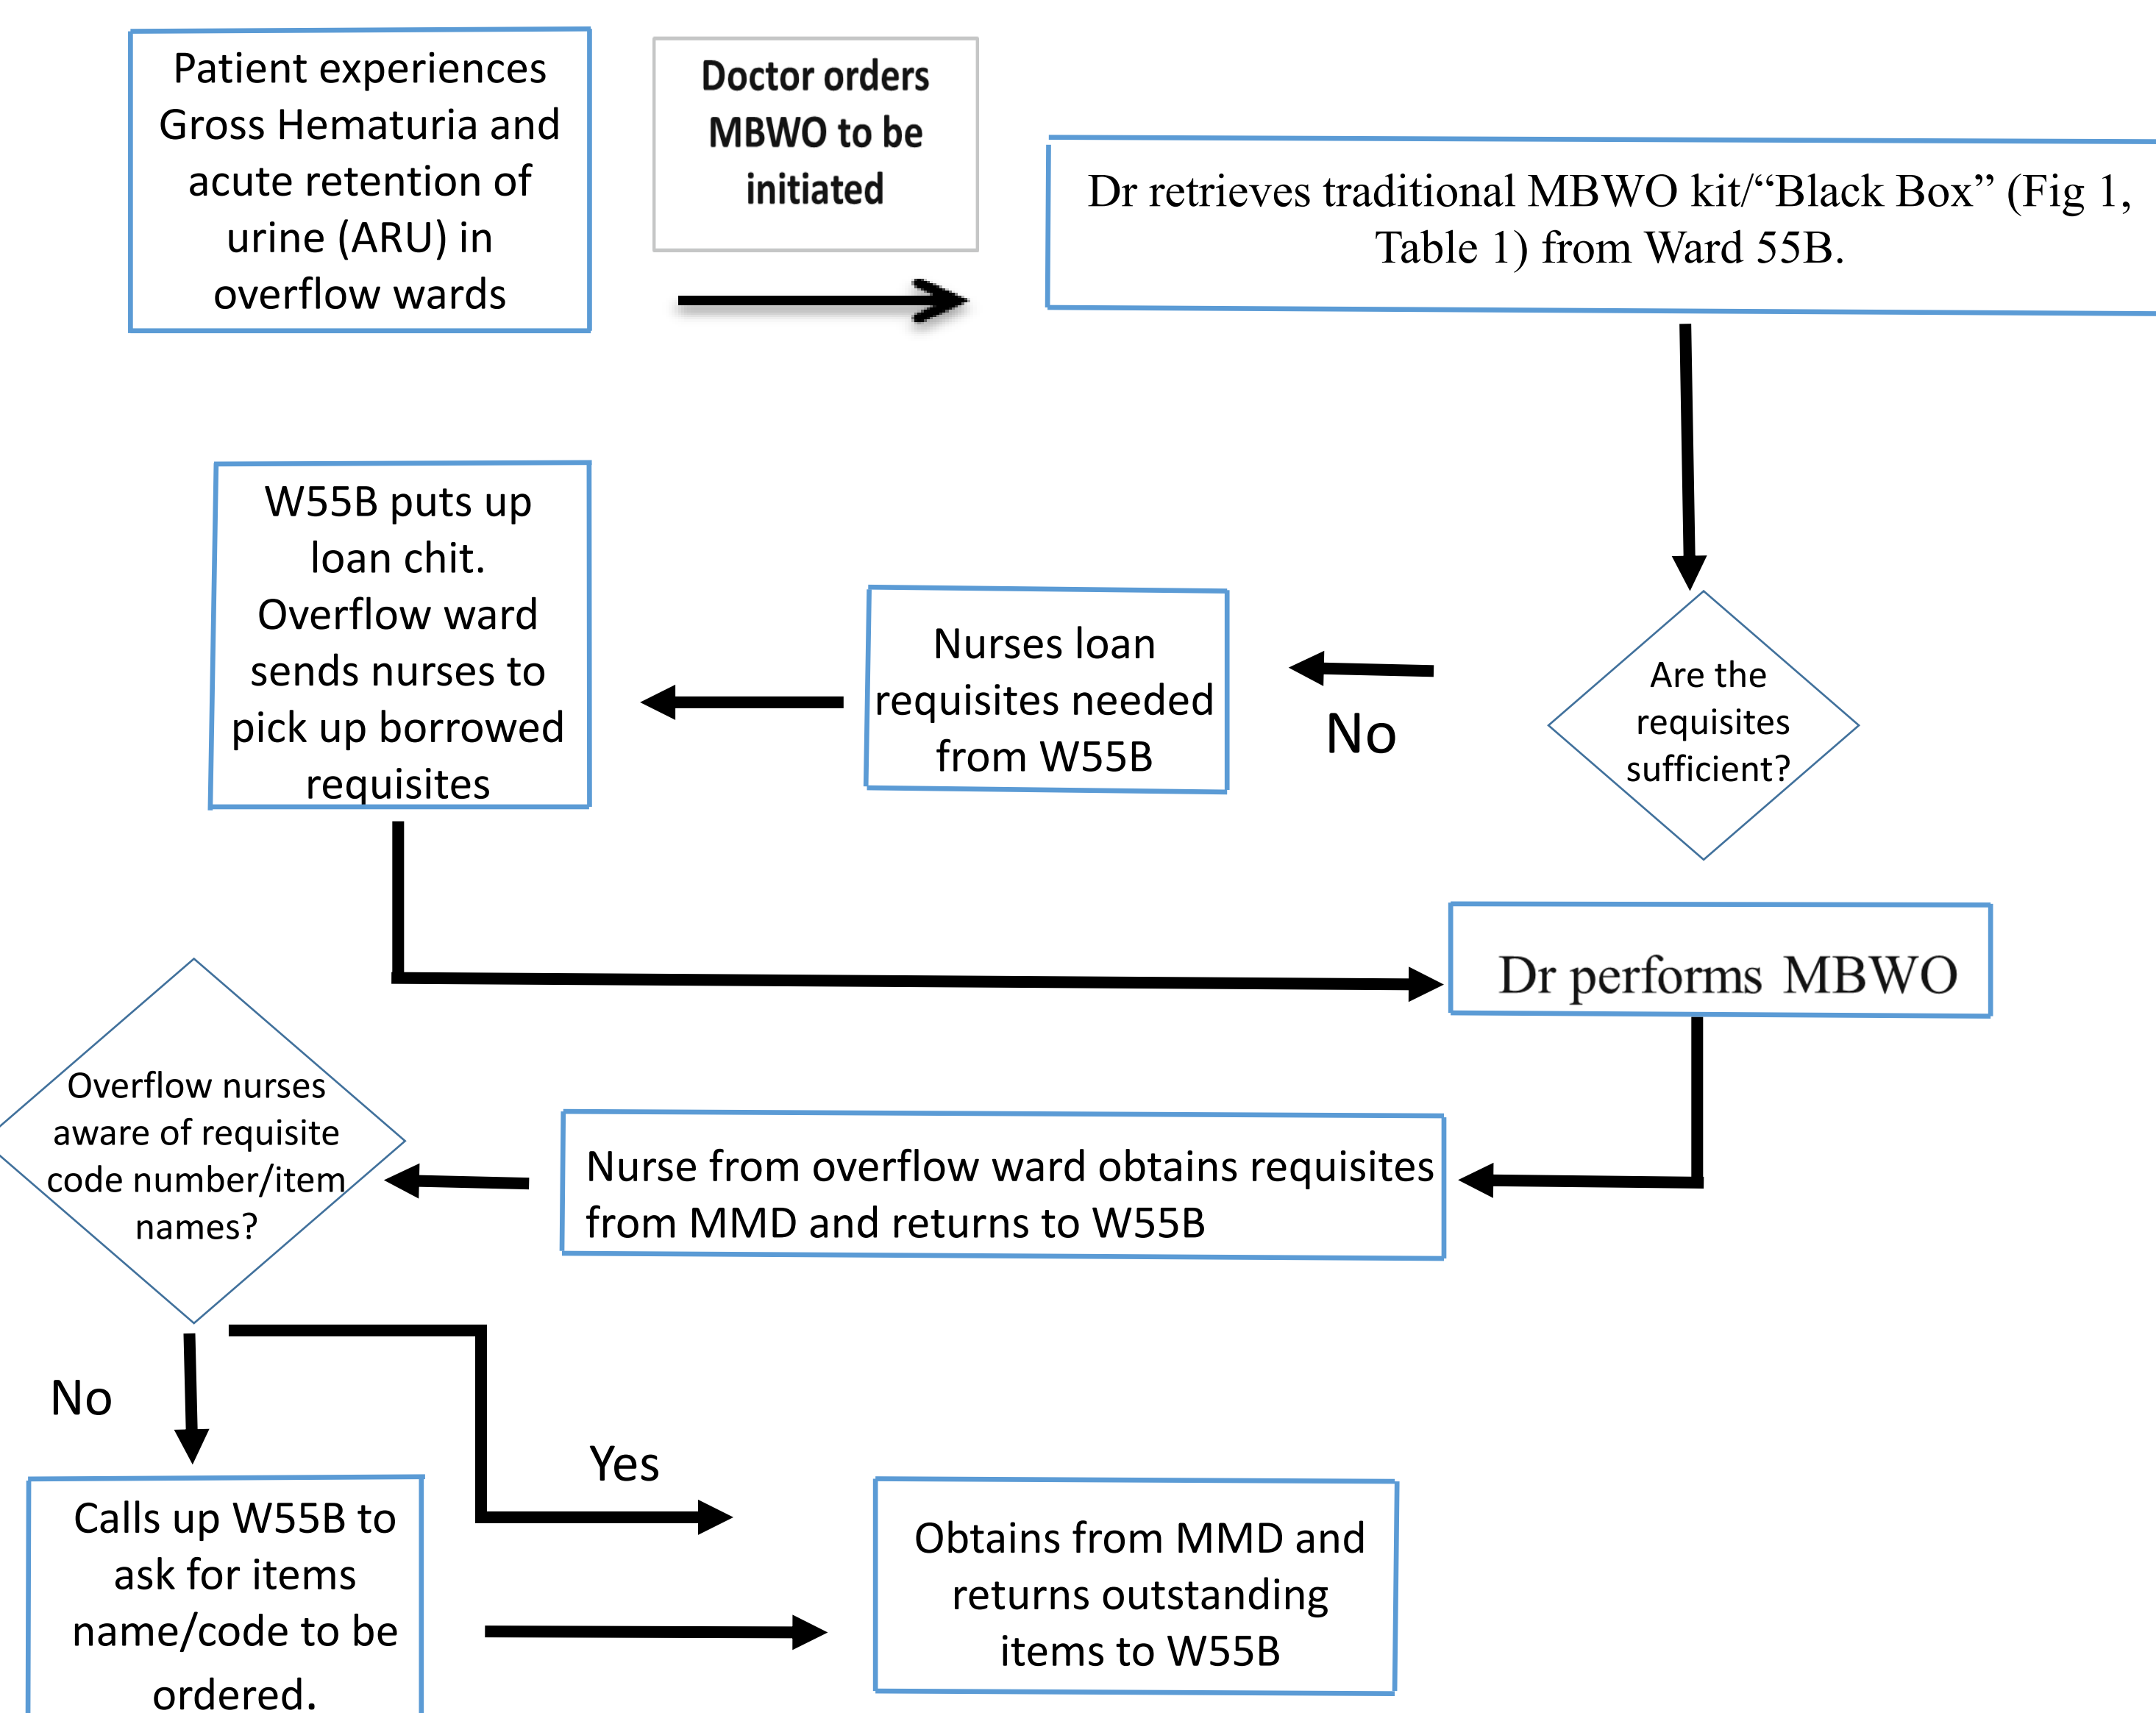 Patient experiences
Gross Hematuria and
acute retention of
urine (ARU) in
overflow wards
Doctor orders
MBWO to be
initiated
Dr retrieves traditional MBWO kit/“Black Box” (Fig 1,
Table 1) from Ward 55B.
Are the
requisites
sufficient?
No
Nurses loan
requisites needed
from W55B
W55B puts up
loan chit.
Overflow ward
sends nurses to
pick up borrowed
requisites
Dr performs MBWO
Nurse from overflow ward obtains requisites
from MMD and returns to W55B
Overflow nurses
aware of requisite
code number/item
names?
No
Yes
Calls up W55B to
ask for items
name/code to be
ordered.
Obtains from MMD and
returns outstanding
items to W55B